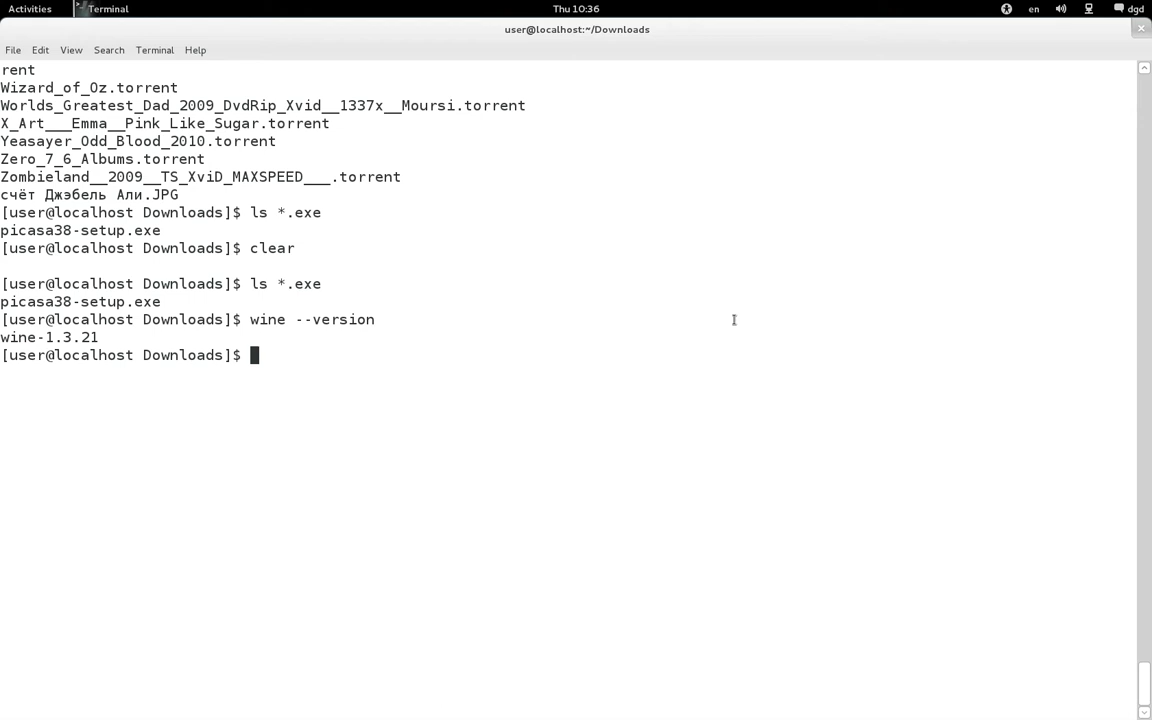 Activities Terminal Thu 10:36 en dgd
user@localhost:~/Downloads
File Edit View Search Terminal Help
rent
Wizard_of_Oz.torrent
Worlds_Greatest_Dad_2009_DvdRip_Xvid__1337x__Moursi.torrent
X_Art___Emma__Pink_Like_Sugar.torrent
Yeasayer_Odd_Blood_2010.torrent
Zero_7_6_Albums.torrent
Zombieland__2009__TS_XviD_MAXSPEED___.torrent
счёт Джэбель Али.JPG
[user@localhost Downloads]$ ls *.exe
picasa38-setup.exe
[user@localhost Downloads]$ clear
[user@localhost Downloads]$ ls *.exe
picasa38-setup.exe
[user@localhost Downloads]$ wine --version
wine-1.3.21
[user@localhost Downloads]$